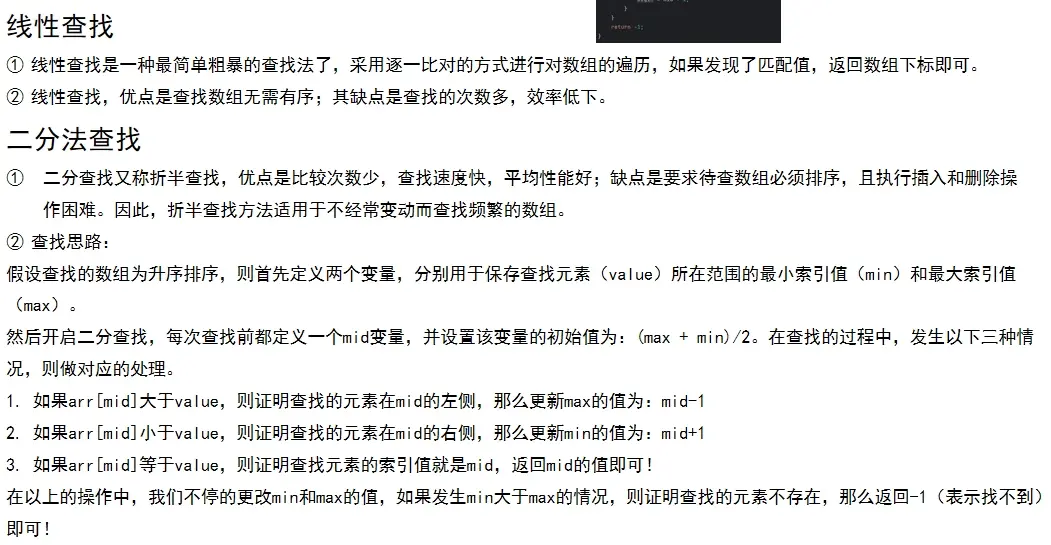 }
}
return -1;
}
线性查找
① 线性查找是一种最简单粗暴的查找法了，采用逐一比对的方式进行对数组的遍历，如果发现了匹配值，返回数组下标即可。
② 线性查找，优点是查找数组无需有序；其缺点是查找的次数多，效率低下。
二分法查找
① 二分查找又称折半查找，优点是比较次数少，查找速度快，平均性能好；缺点是要求待查数组必须排序，且执行插入和删除操
作困难。因此，折半查找方法适用于不经常变动而查找频繁的数组。
② 查找思路：
假设查找的数组为升序排序，则首先定义两个变量，分别用于保存查找元素（value）所在范围的最小索引值（min）和最大索引值
（max）。
然后开启二分查找，每次查找前都定义一个mid变量，并设置该变量的初始值为：(max + min)/2。在查找的过程中，发生以下三种情
况，则做对应的处理。
1. 如果arr[mid]大于value，则证明查找的元素在mid的左侧，那么更新max的值为：mid-1
2. 如果arr[mid]小于value，则证明查找的元素在mid的右侧，那么更新min的值为：mid+1
3. 如果arr[mid]等于value，则证明查找元素的索引值就是mid，返回mid的值即可！
在以上的操作中，我们不停的更改min和max的值，如果发生min大于max的情况，则证明查找的元素不存在，那么返回-1（表示找不到）
即可！